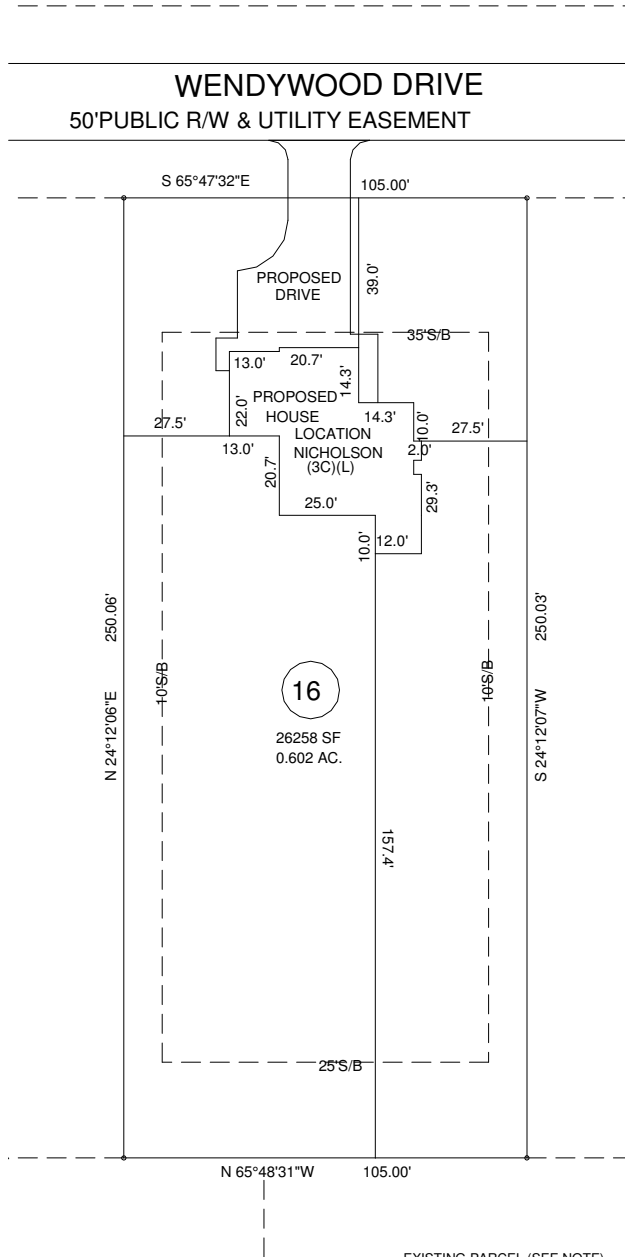 WENDYWOOD DRIVE
50'PUBLIC R/W & UTILITY EASEMENT
S 65°47'32"E
105.00'
PROPOSED
DRIVE
39.0'
35'S/B
13.0'
20.7'
14.3'
PROPOSED
HOUSE
22.0'
14.3'
10.0'
27.5'
27.5'
LOCATION
NICHOLSON
(3C)(L)
13.0'
2.0'
20.7'
29.3'
25.0'
10.0'
12.0'
N 24°12'06"E
250.06'
10'S/B
16
26258 SF
0.602 AC.
10'S/B
S 24°12'07"W
250.03'
157.4'
25'S/B
N 65°48'31"W
105.00'
EXISTING PARCEL (SEE NOTE)